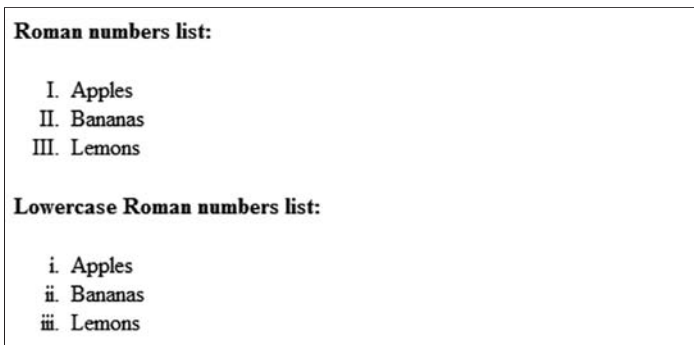 Roman numbers list:
I. Apples
II. Bananas
III. Lemons
Lowercase Roman numbers list:
i. Apples
ii. Bananas
iii. Lemons